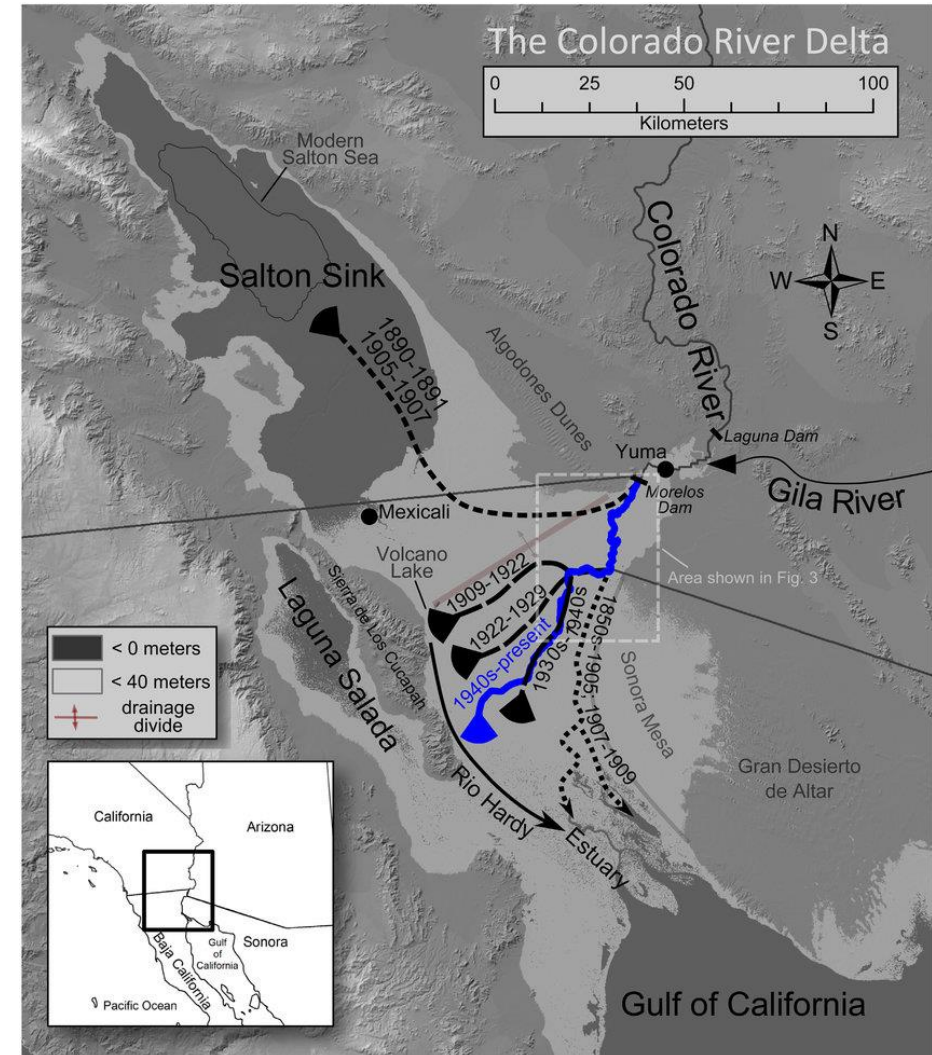 The Colorado River Delta
0 25 50 100
Kilometers
Modern
Salton Sea
Salton Sink
Colorado River
N
W E
S
1890-1891
1905-1907
Algodones Dunes
Laguna Dam
Yuma
Gila River
Morelos
Dam
Mexicali
Volcano
Lake
Area shown in Fig. 3
1909-1922
1922-1929
1930s-1940s
1940s-present
1850s-1905, 1907-1909
Sierra de Los Cucapah
Laguna Salada
Sonora Mesa
Gran Desierto
de Altar
Rio Hardy
Estuary
Gulf of California
< 0 meters
< 40 meters
drainage
divide
California
Arizona
Sonora
Gulf
of
California
Baja California
Pacific Ocean